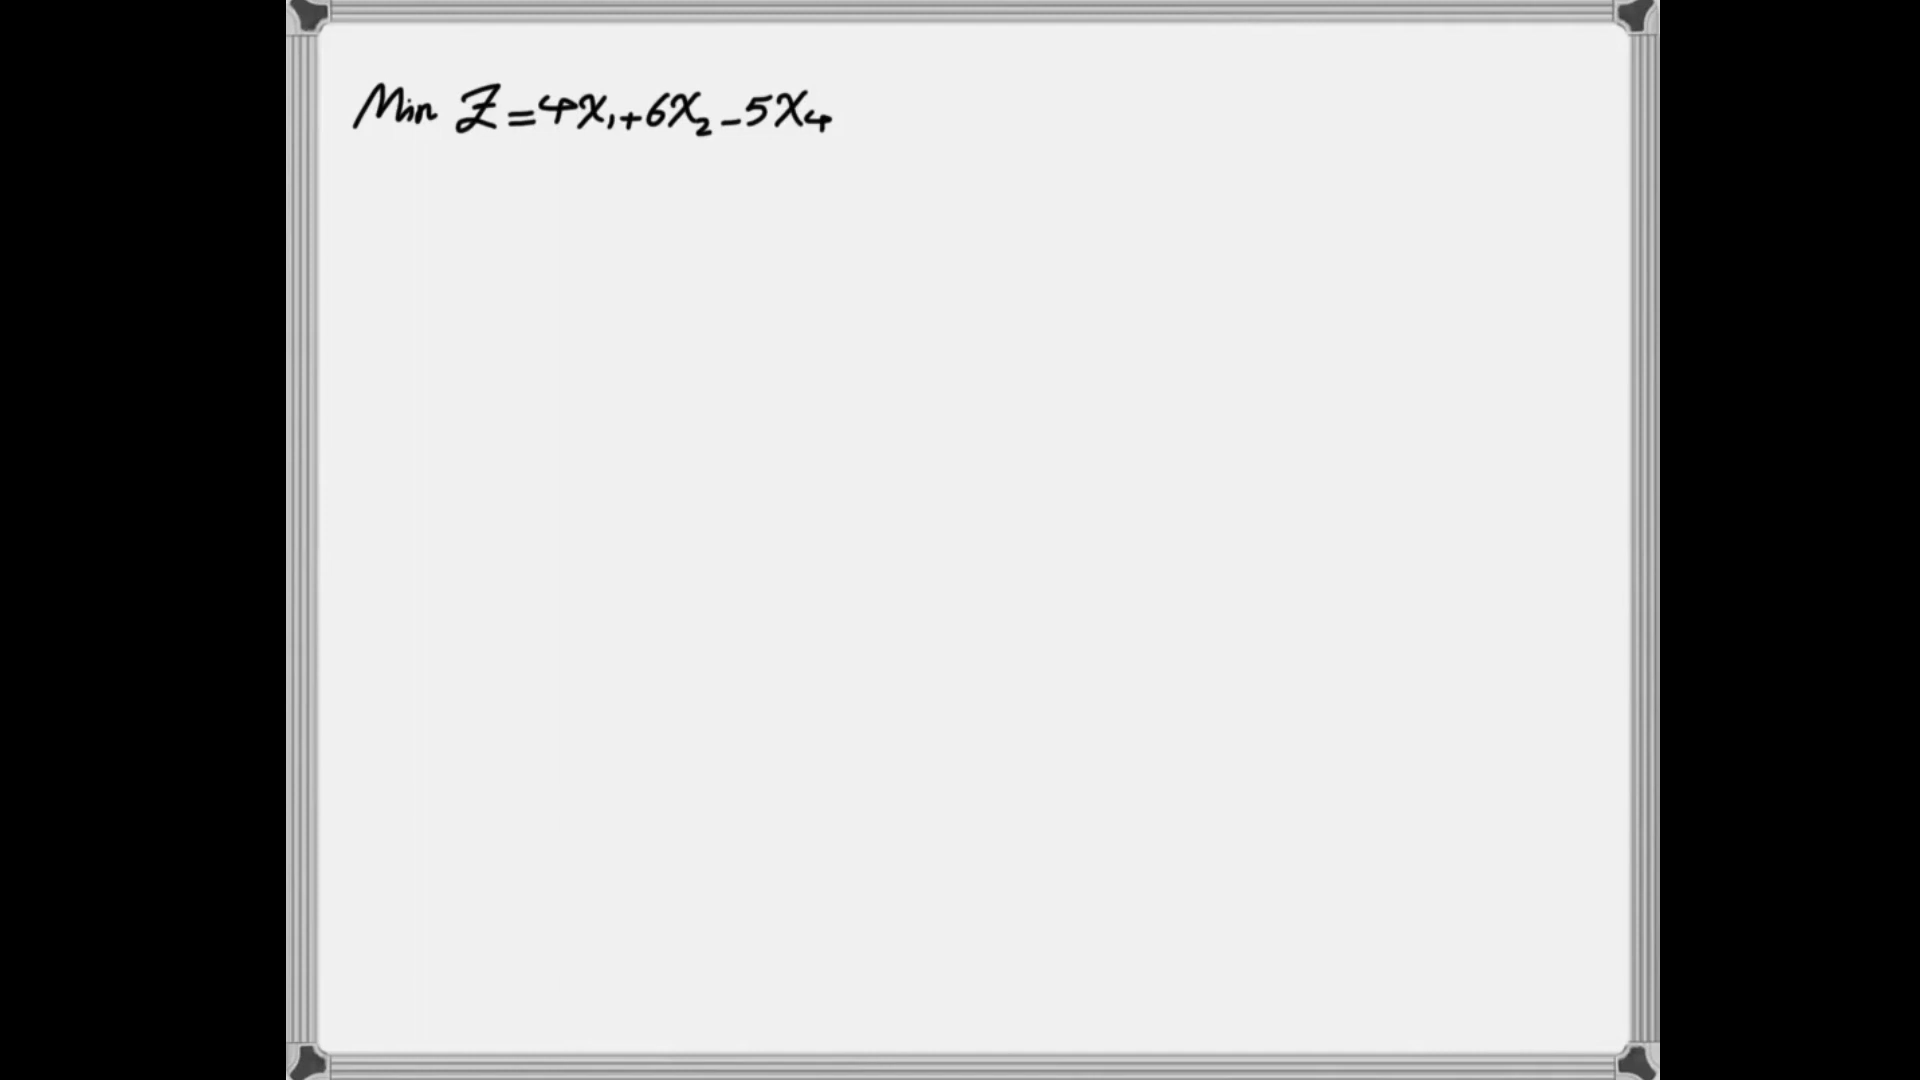 Min Z = 4x₁ + 6x₂ - 5x₄